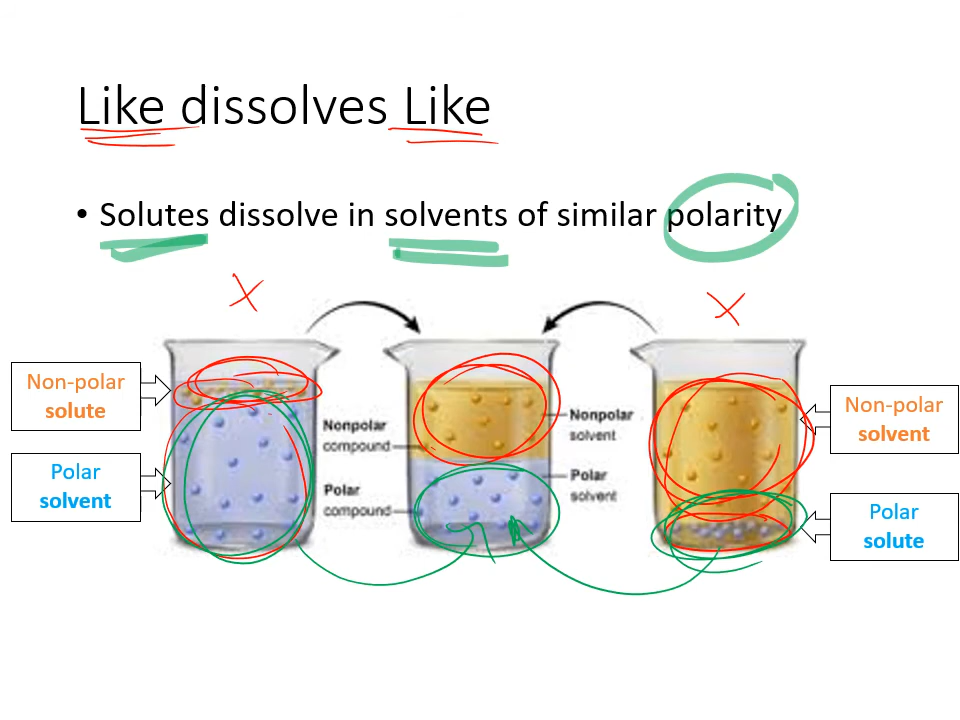 Like dissolves Like
• Solutes dissolve in solvents of similar polarity
Non-polar
solute
Polar
solvent
Nonpolar
compound
Polar
compound
Nonpolar
solvent
Polar
solvent
Non-polar
solvent
Polar
solute